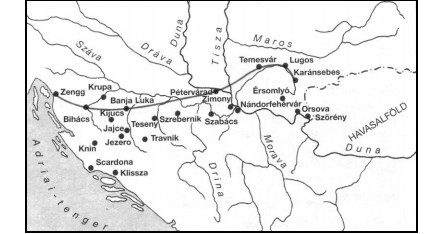 Duna
Tisza
Maros
Dráva
Száva
Temesvár
Lugos
Karánsebes
Zengg
Krupa
Pétervárad
Érsomlyó
Banja Luka
Zimony
Nándorfehérvár
Orsova
Bihács
Kljucs
Teseny
Szrebernik
Szabács
Szörény
Jajce
HAVASALFÖLD
Knin
Jezero
Travnik
Duna
Morava
Drina
Scardona
Klissza
Adriai-tenger